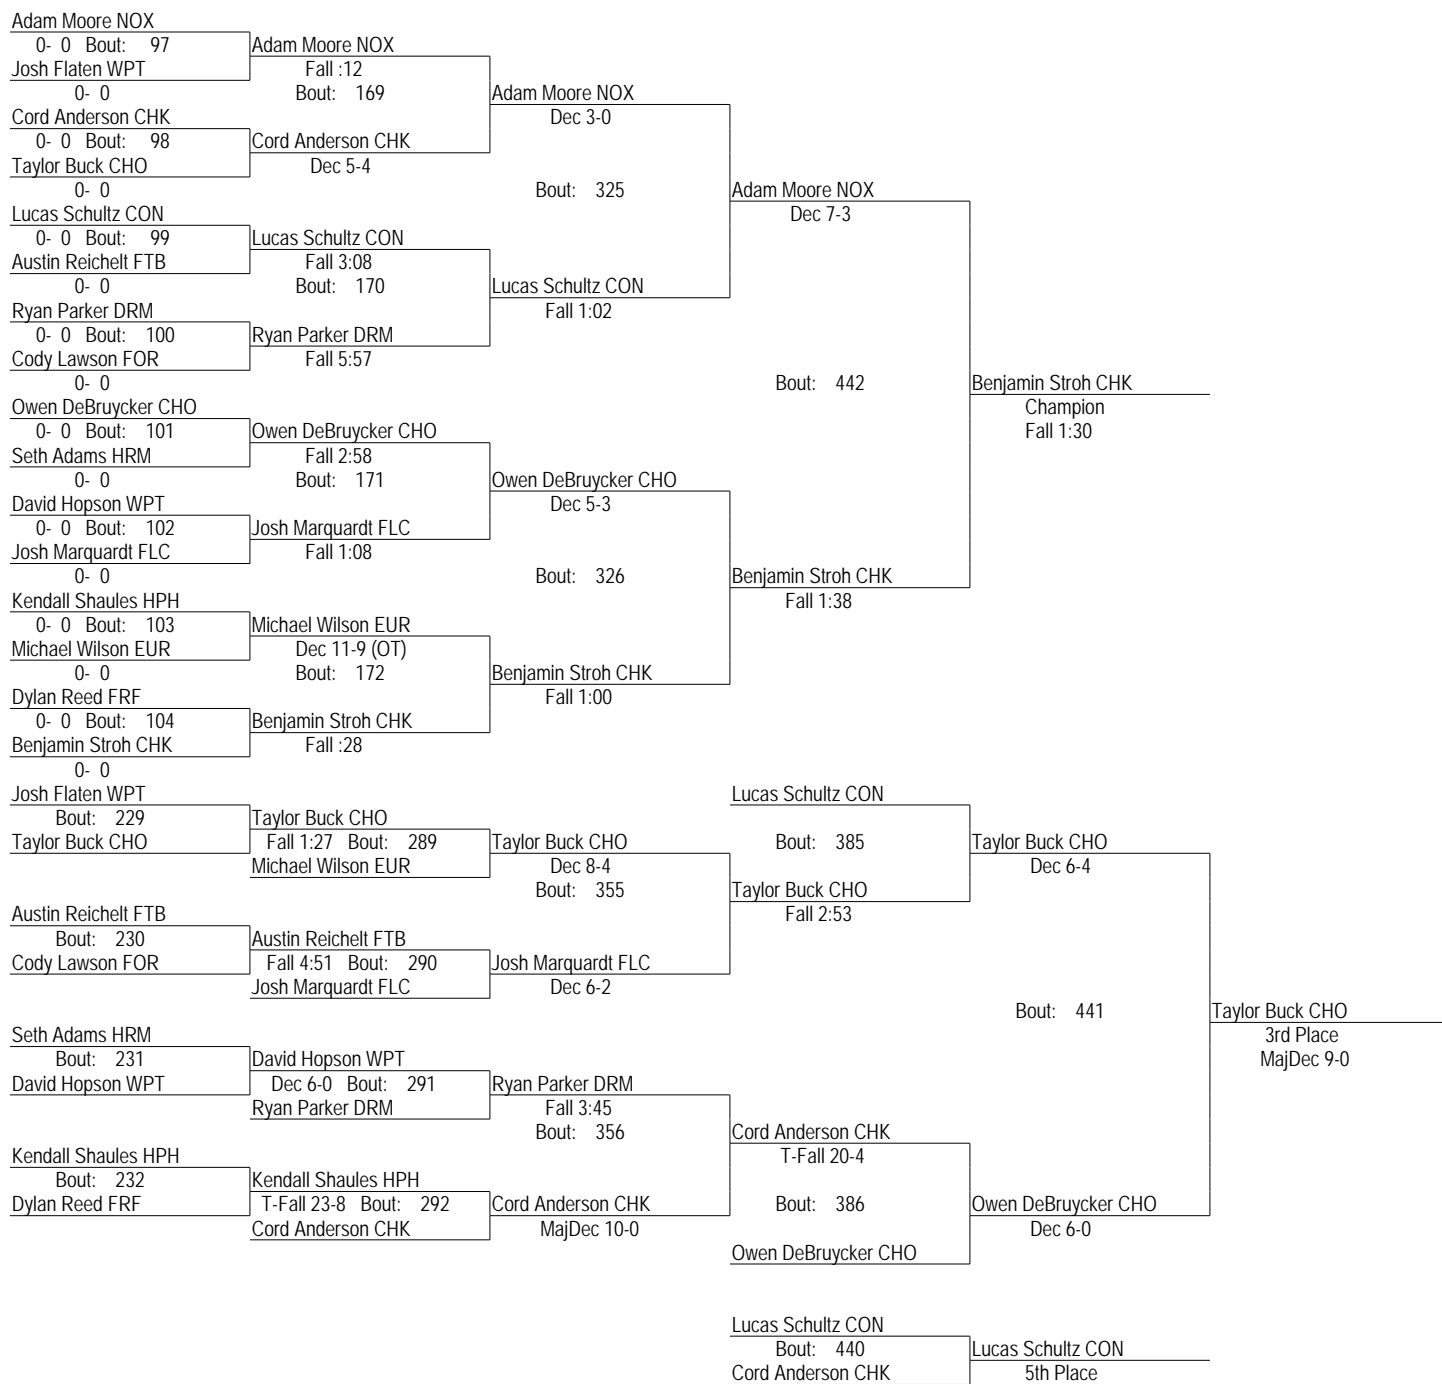 Adam Moore NOX
0- 0 Bout: 97 Adam Moore NOX
Josh Flaten WPT Fall :12
0- 0 Bout: 169 Adam Moore NOX
Cord Anderson CHK Dec 3-0
0- 0 Bout: 98 Cord Anderson CHK
Taylor Buck CHO Dec 5-4
0- 0 Bout: 325 Adam Moore NOX
Lucas Schultz CON Dec 7-3
0- 0 Bout: 99 Lucas Schultz CON
Austin Reichelt FTB Fall 3:08
0- 0 Bout: 170 Lucas Schultz CON
Ryan Parker DRM Fall 1:02
0- 0 Bout: 100 Ryan Parker DRM
Cody Lawson FOR Fall 5:57
0- 0 Bout: 442 Benjamin Stroh CHK
Owen DeBruycker CHO Champion
0- 0 Bout: 101 Owen DeBruycker CHO Fall 1:30
Seth Adams HRM Fall 2:58
0- 0 Bout: 171 Owen DeBruycker CHO
David Hopson WPT Dec 5-3
0- 0 Bout: 102 Josh Marquardt FLC
Josh Marquardt FLC Fall 1:08
0- 0 Bout: 326 Benjamin Stroh CHK
Kendall Shaules HPH Fall 1:38
0- 0 Bout: 103 Michael Wilson EUR
Michael Wilson EUR Dec 11-9 (OT)
0- 0 Bout: 172 Benjamin Stroh CHK
Dylan Reed FRF Fall 1:00
0- 0 Bout: 104 Benjamin Stroh CHK
Benjamin Stroh CHK Fall :28
0- 0
Josh Flaten WPT Lucas Schultz CON
Bout: 229 Taylor Buck CHO
Taylor Buck CHO Fall 1:27 Bout: 289 Taylor Buck CHO Bout: 385 Taylor Buck CHO
Michael Wilson EUR Dec 8-4 Dec 6-4
Bout: 355 Taylor Buck CHO
Austin Reichelt FTB Fall 2:53
Bout: 230 Austin Reichelt FTB
Cody Lawson FOR Fall 4:51 Bout: 290 Josh Marquardt FLC
Josh Marquardt FLC Dec 6-2
Bout: 441 Taylor Buck CHO
Seth Adams HRM 3rd Place
Bout: 231 David Hopson WPT MajDec 9-0
David Hopson WPT Dec 6-0 Bout: 291 Ryan Parker DRM
Ryan Parker DRM Fall 3:45
Bout: 356 Cord Anderson CHK
Kendall Shaules HPH T-Fall 20-4
Bout: 232 Kendall Shaules HPH
Dylan Reed FRF T-Fall 23-8 Bout: 292 Cord Anderson CHK Bout: 386 Owen DeBruycker CHO
Cord Anderson CHK MajDec 10-0 Dec 6-0
Owen DeBruycker CHO
Lucas Schultz CON
Bout: 440 Lucas Schultz CON
Cord Anderson CHK 5th Place